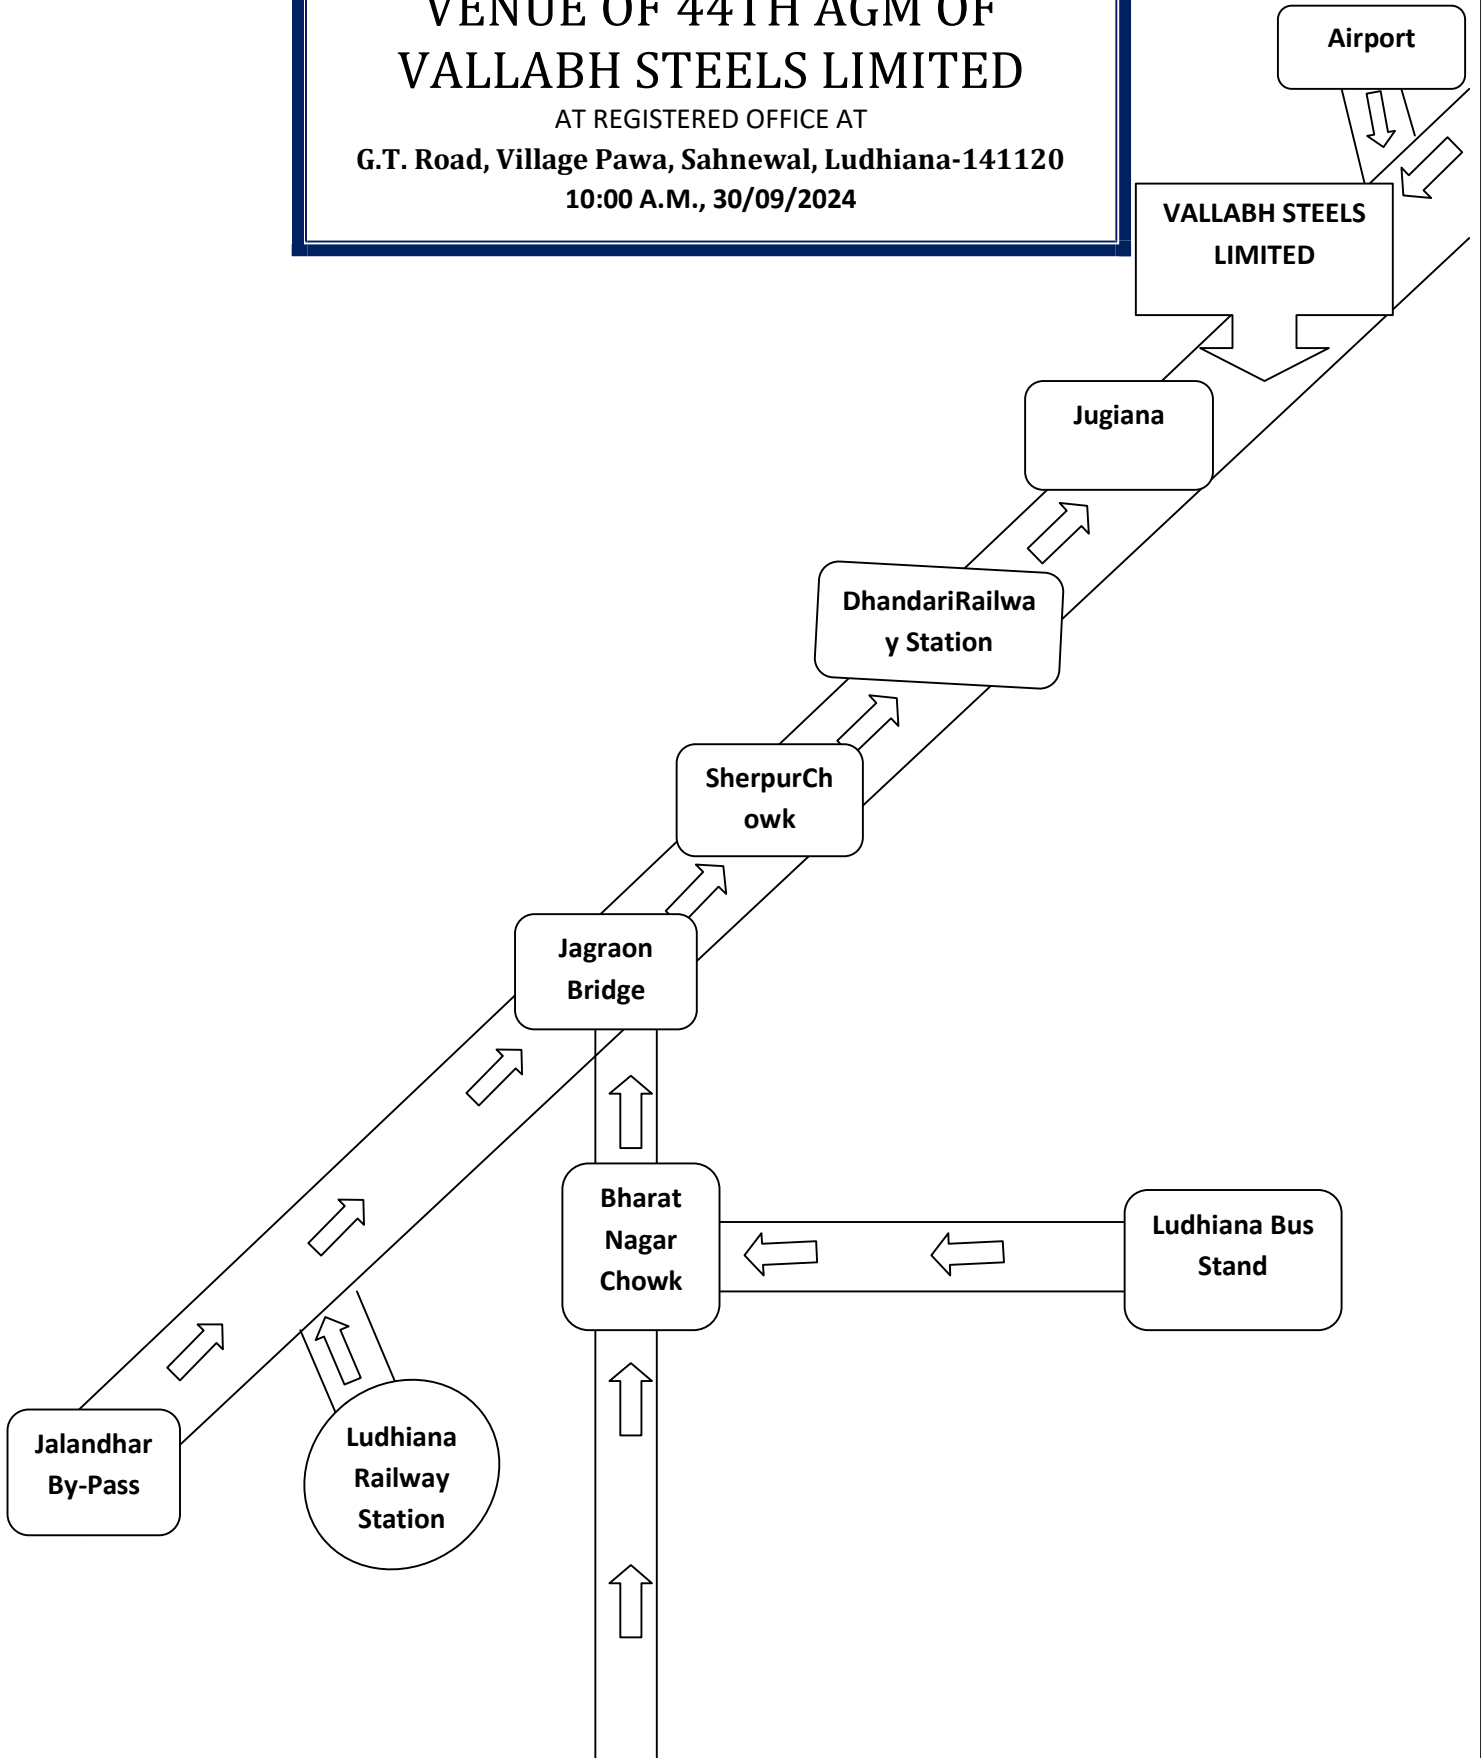 VENUE OF 44TH AGM OF
VALLABH STEELS LIMITED
AT REGISTERED OFFICE AT
G.T. Road, Village Pawa, Sahnewal, Ludhiana-141120
10:00 A.M., 30/09/2024
Airport
VALLABH STEELS
LIMITED
Jugiana
DhandariRailwa
y Station
SherpurCh
owk
Jagraon
Bridge
Bharat
Nagar
Chowk
Ludhiana Bus
Stand
Jalandhar
By-Pass
Ludhiana
Railway
Station